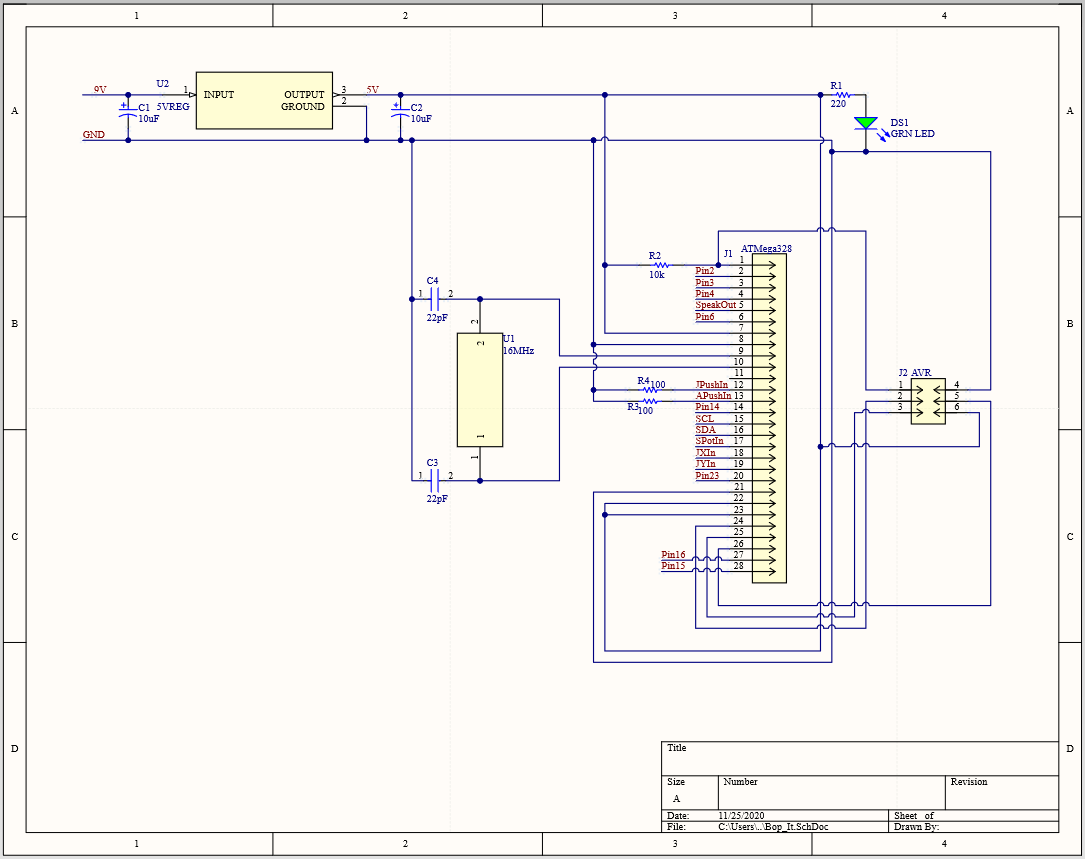 1 2 3 4
A A
B B
C C
D D
1 2 3 4
9V
GND
C1
10uF
U2
5VREG
1 INPUT OUTPUT 3
GROUND 2
5V
C2
10uF
R1
220
DS1
GRN LED
C4
1 2
22pF
2
2
U1
16MHz
1
1
C3
1 2
22pF
R2
10k
J1 ATMega328
1
Pin2 2
Pin3 3
Pin4 4
SpeakOut 5
Pin6 6
7
8
9
10
11
R4 100 JPushIn 12
R3 100 APushIn 13
Pin14 14
SCL 15
SDA 16
SPotIn 17
JXIn 18
JYIn 19
Pin23 20
21
22
23
24
25
26
Pin16 27
Pin15 28
J2 AVR
1 4
2 5
3 6
Title
Size Number Revision
A
Date: 11/25/2020 Sheet of
File: C:\Users\..\Bop_It.SchDoc Drawn By: